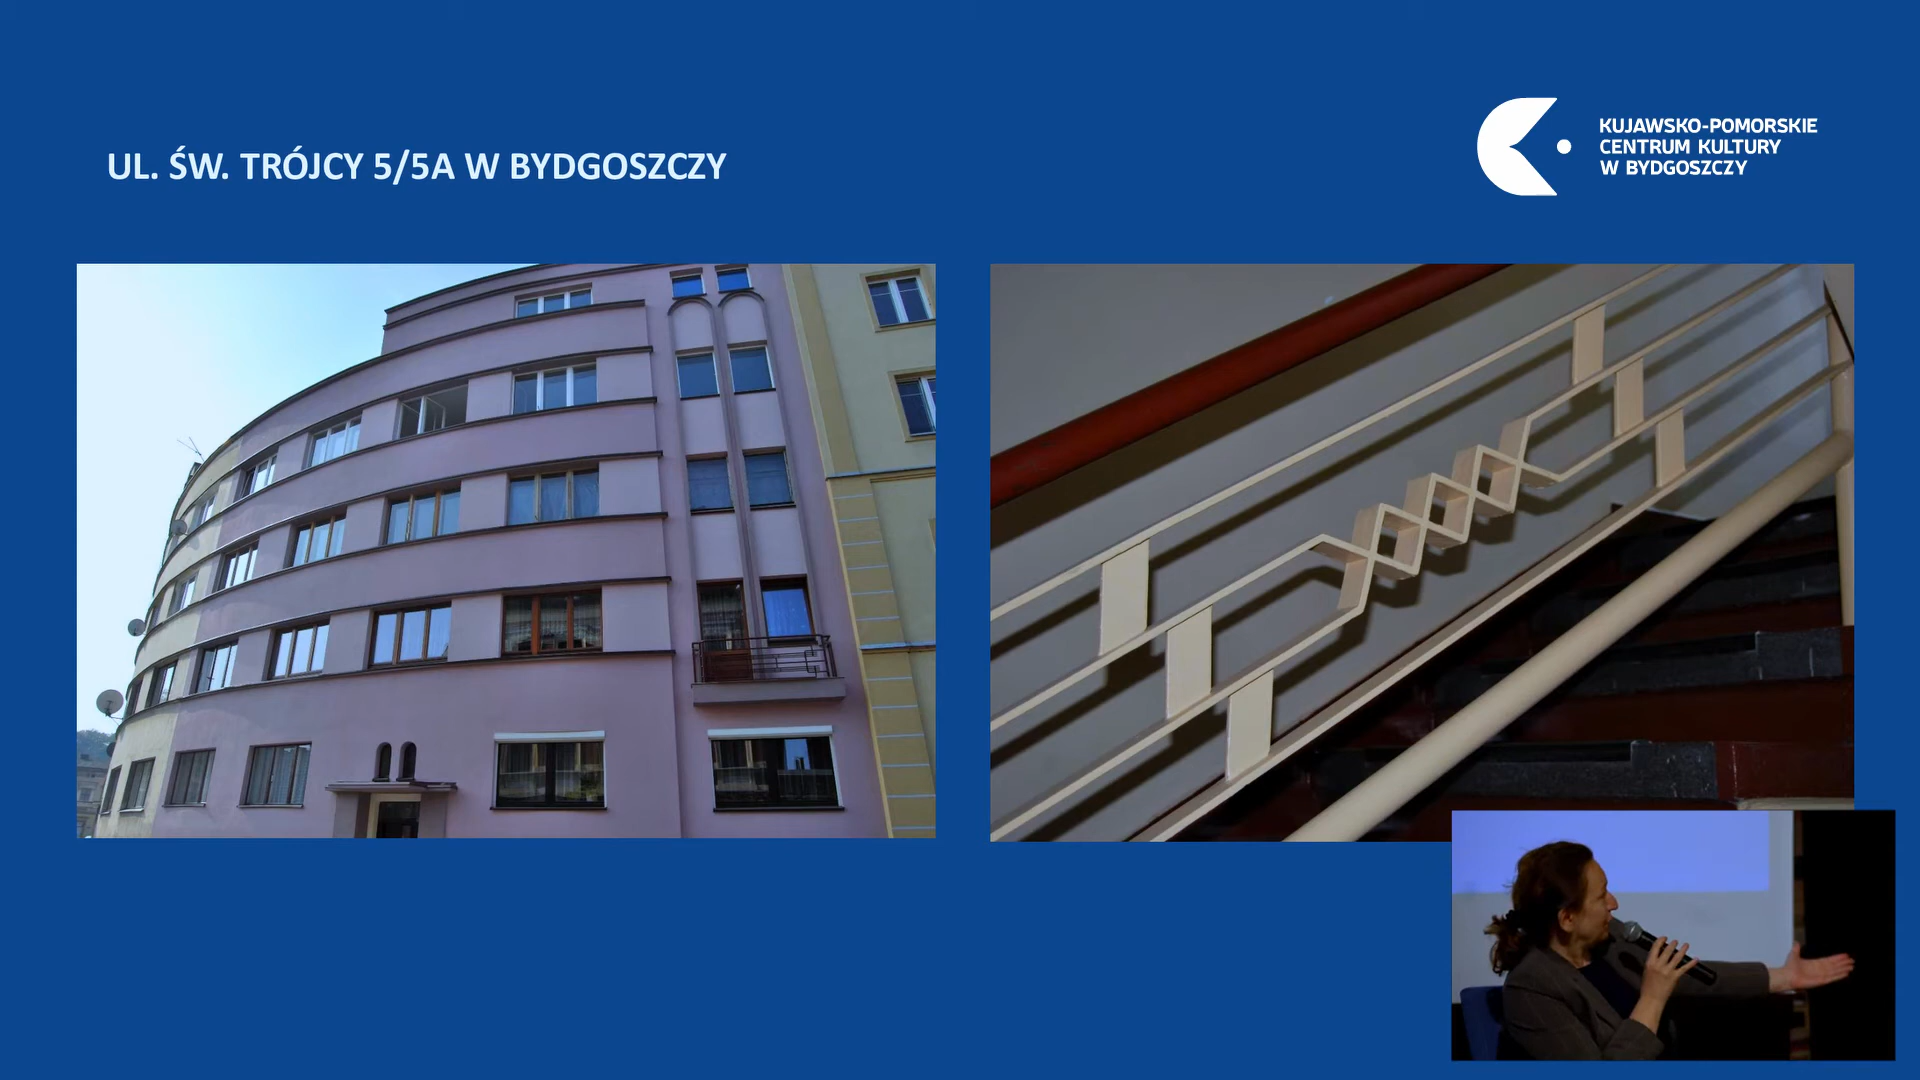 UL. ŚW. TRÓJCY 5/5A W BYDGOSZCZY
KUJAWSKO-POMORSKIE
CENTRUM KULTURY
W BYDGOSZCZY